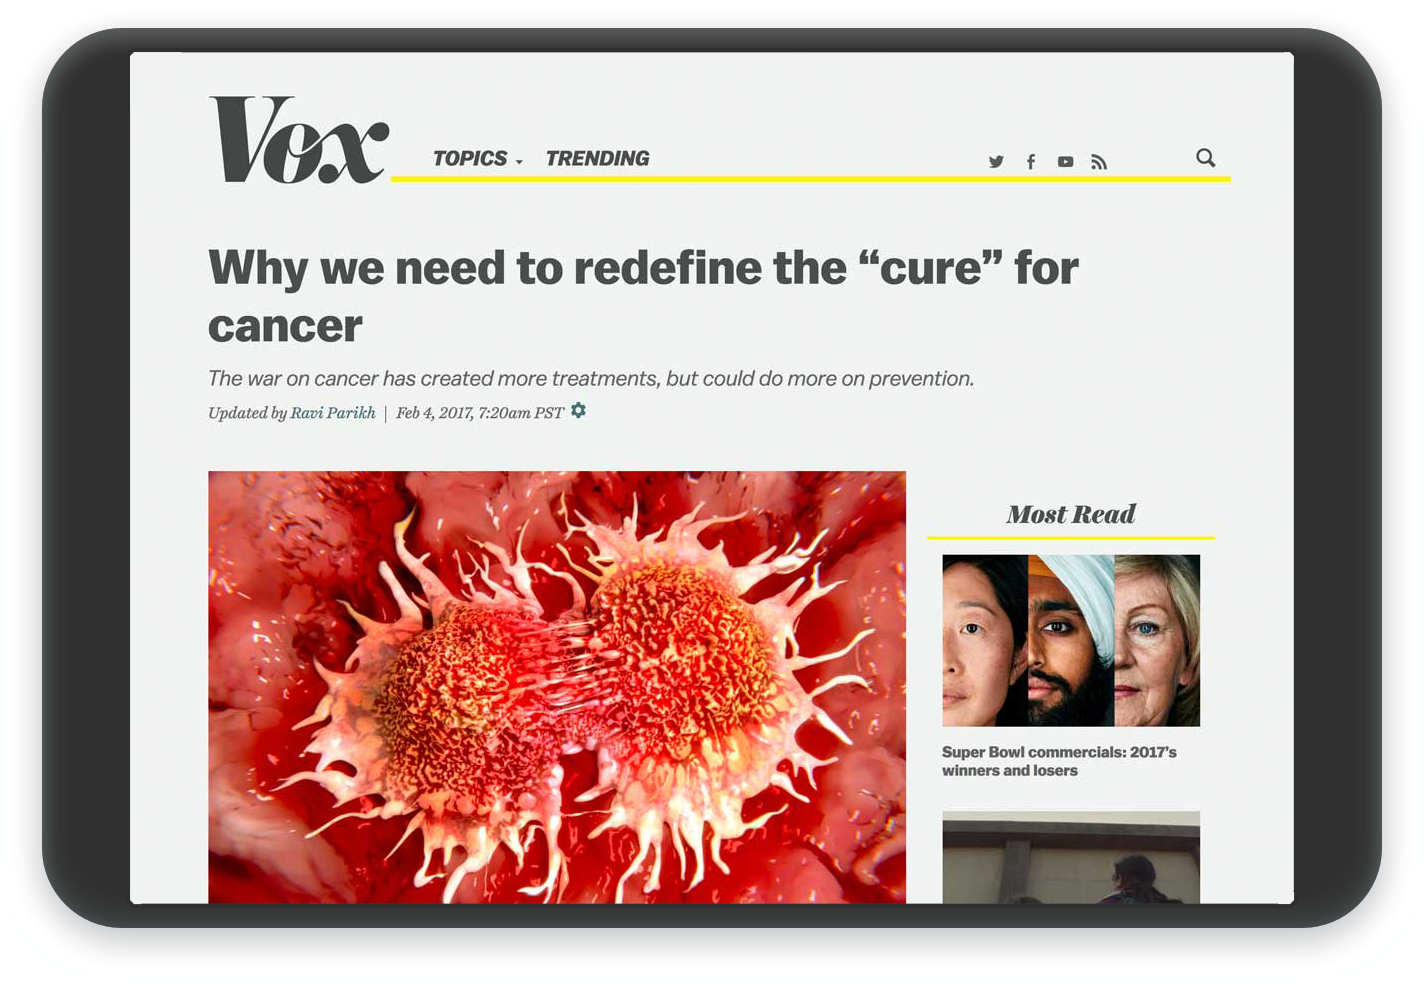 Vox
TOPICS TRENDING
Why we need to redefine the “cure” for
cancer
The war on cancer has created more treatments, but could do more on prevention.
Updated by Ravi Parikh | Feb 4, 2017, 7:20am PST
Most Read
Super Bowl commercials: 2017’s
winners and losers